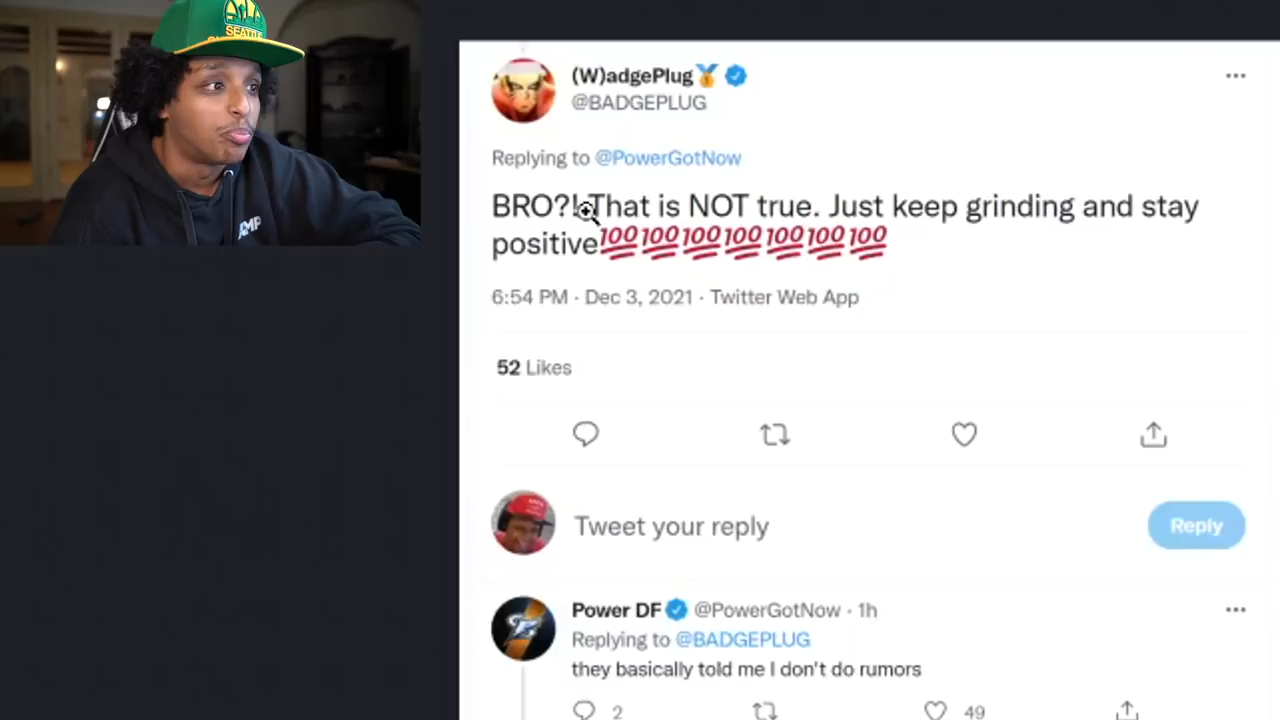 SEATTLE
AMP
(W)adgePlug🏅
@BADGEPLUG
Replying to @PowerGotNow
BRO?! That is NOT true. Just keep grinding and stay
positive💯💯💯💯💯💯💯
6:54 PM · Dec 3, 2021 · Twitter Web App
52 Likes
Tweet your reply
Reply
Power DF @PowerGotNow · 1h
Replying to @BADGEPLUG
they basically told me I don't do rumors
2
49